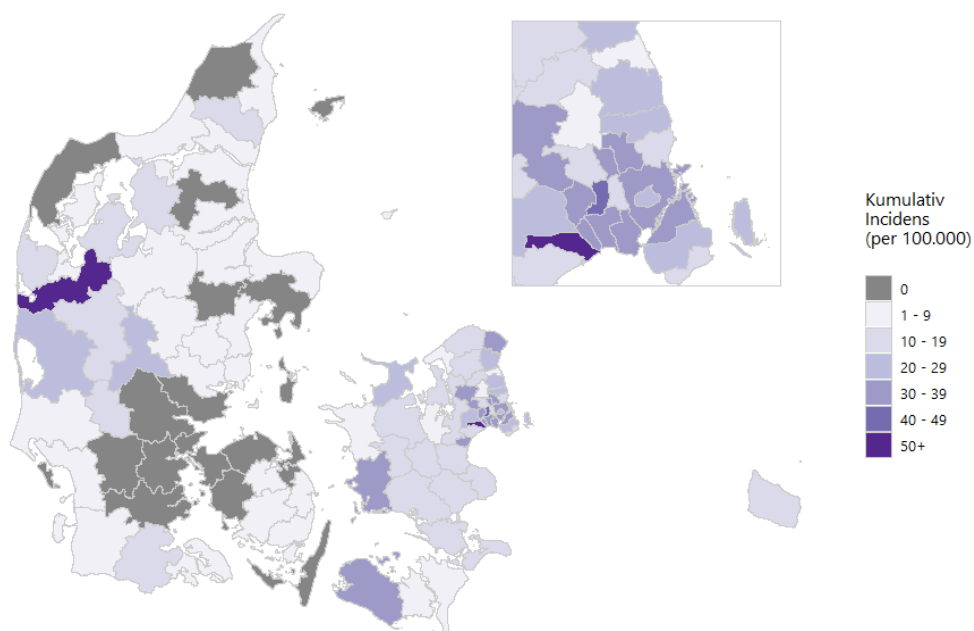 Kumulativ
Incidens
(per 100.000)
0
1 - 9
10 - 19
20 - 29
30 - 39
40 - 49
50+